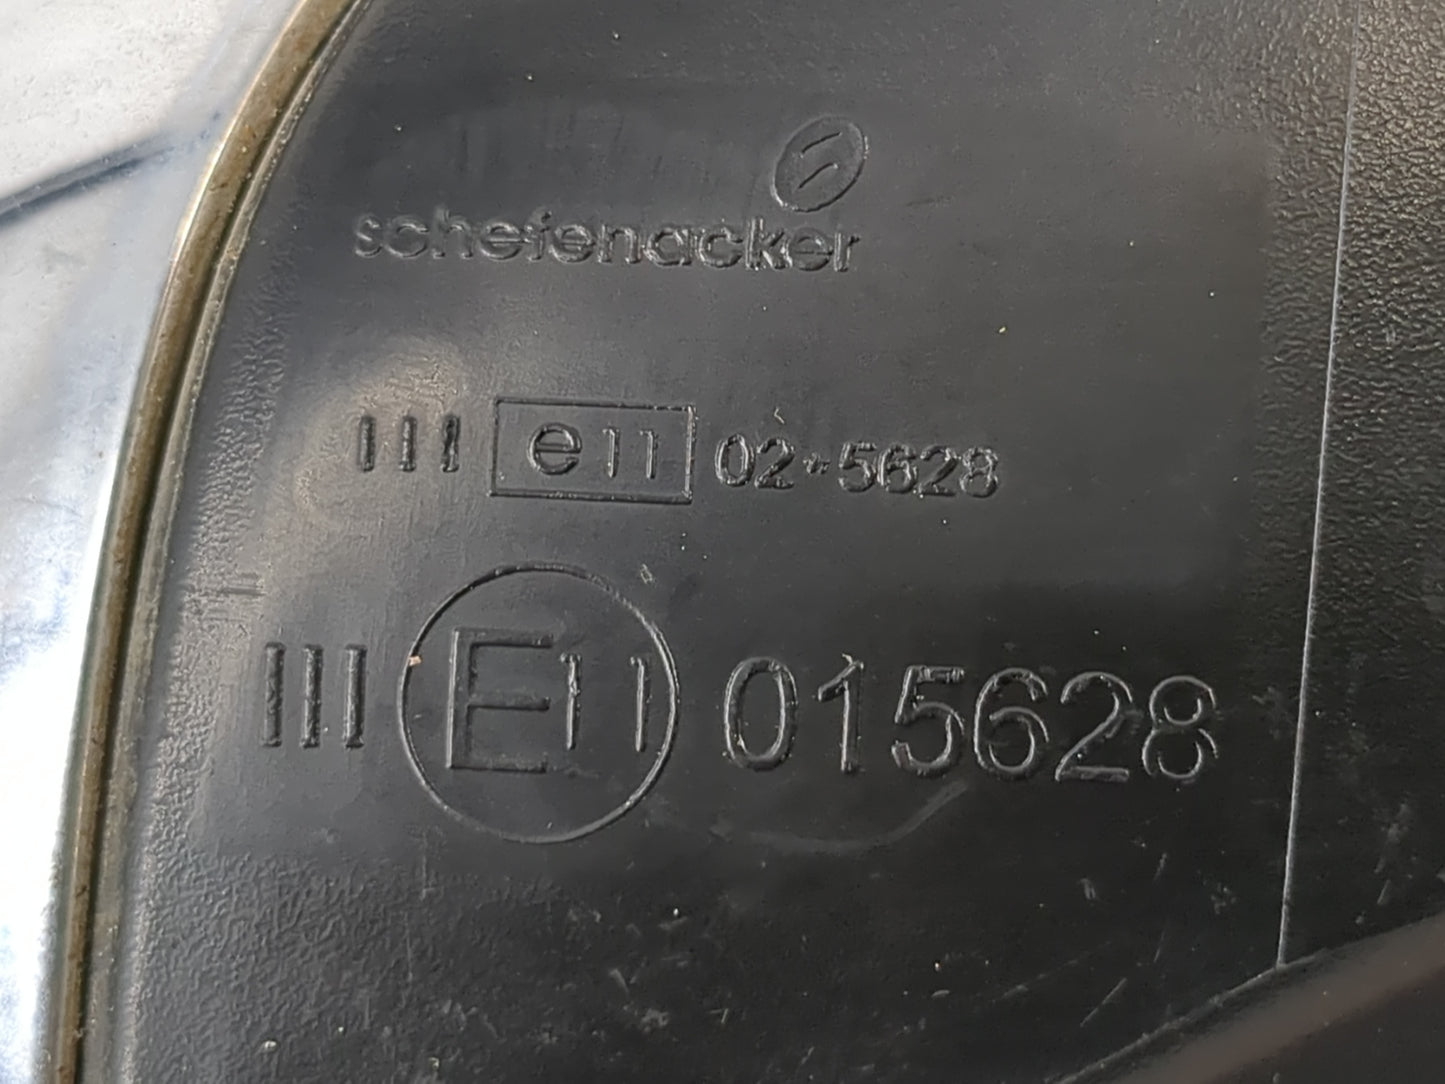 schefenacker
III e11 02*5628
III E11 015628